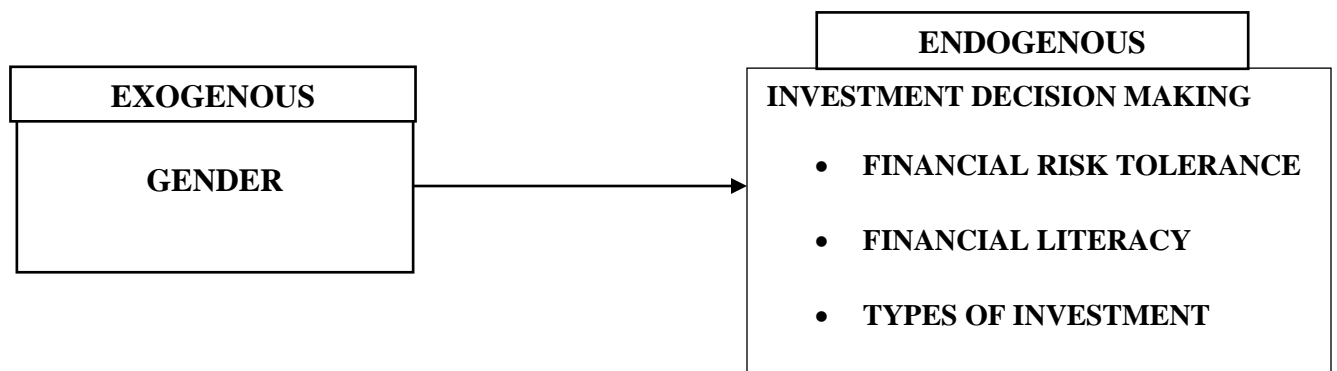 EXOGENOUS
GENDER
ENDOGENOUS
INVESTMENT DECISION MAKING
• FINANCIAL RISK TOLERANCE
• FINANCIAL LITERACY
• TYPES OF INVESTMENT